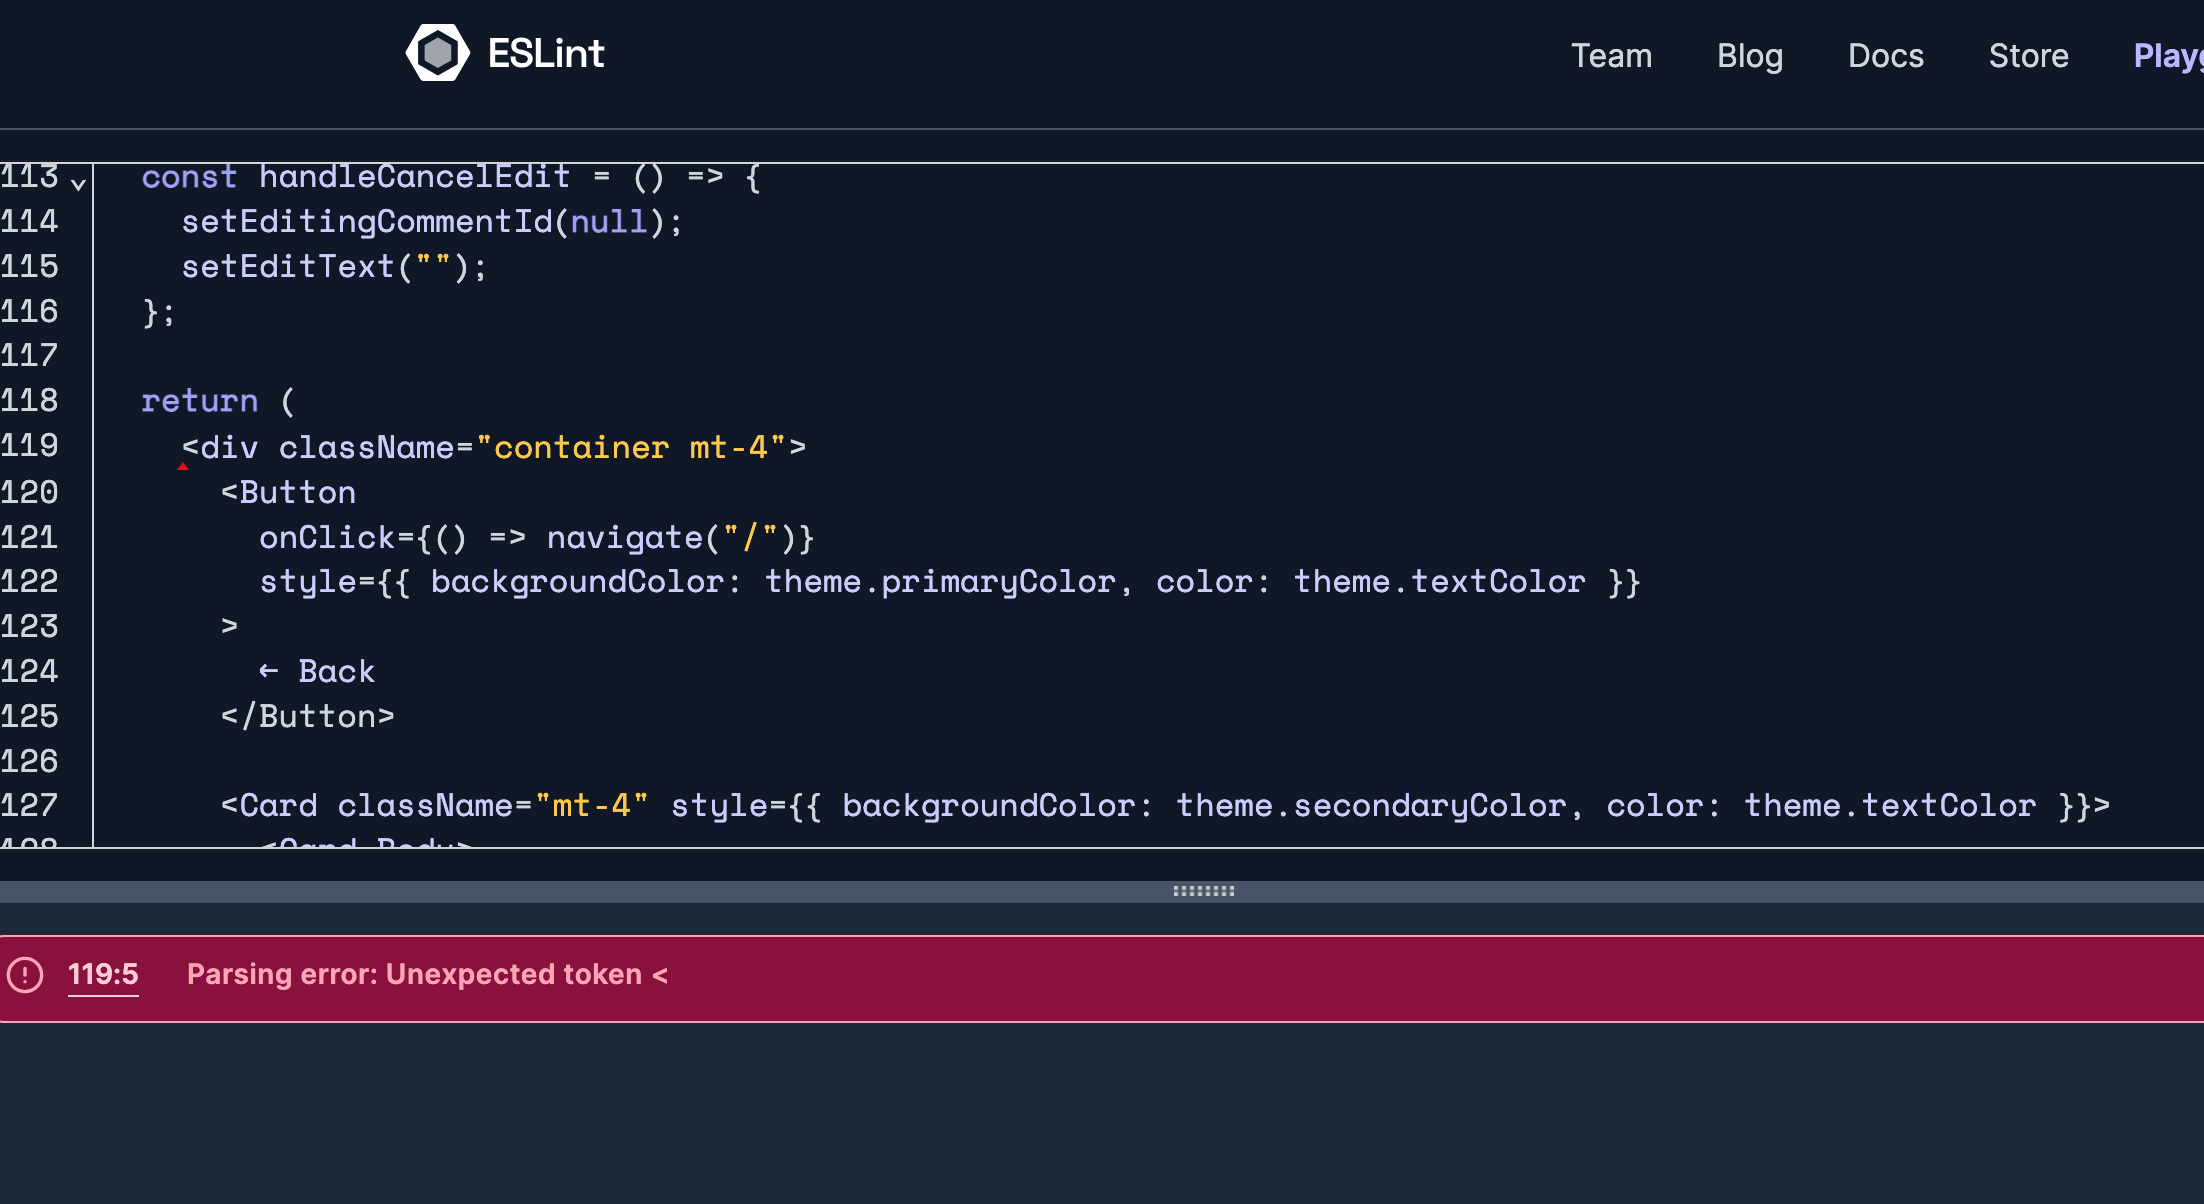 ESLint
Team Blog Docs Store
113 const handleCancelEdit = () => {
114 setEditingCommentId(null);
115 setEditText("");
116 };
117
118 return (
119 <div className="container mt-4">
120 <Button
121 onClick={() => navigate("/")}
122 style={{ backgroundColor: theme.primaryColor, color: theme.textColor }}
123 >
124 ← Back
125 </Button>
126
127 <Card className="mt-4" style={{ backgroundColor: theme.secondaryColor, color: theme.textColor }}>
119:5 Parsing error: Unexpected token <